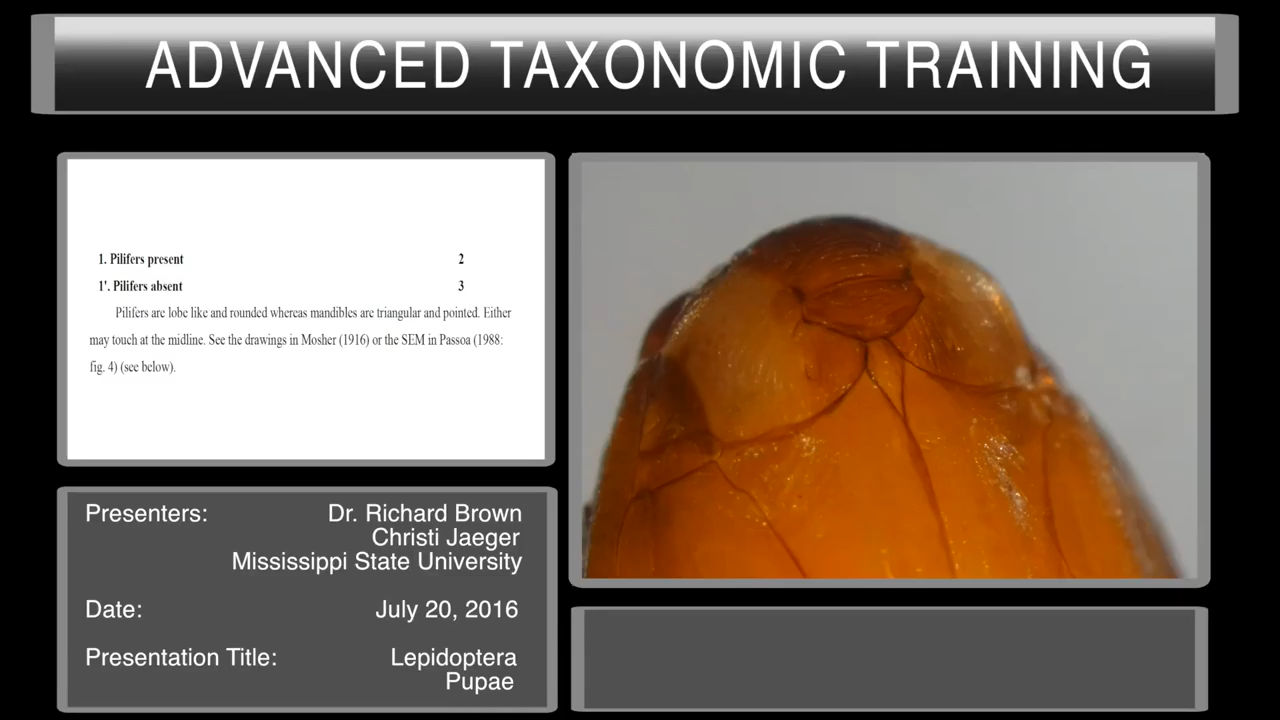 ADVANCED TAXONOMIC TRAINING
1. Pilifers present 2
1'. Pilifers absent 3
Pilifers are lobe like and rounded whereas mandibles are triangular and pointed. Either
may touch at the midline. See the drawings in Mosher (1916) or the SEM in Passoa (1988:
fig. 4) (see below).
Presenters: Dr. Richard Brown
Christi Jaeger
Mississippi State University
Date: July 20, 2016
Presentation Title: Lepidoptera
Pupae